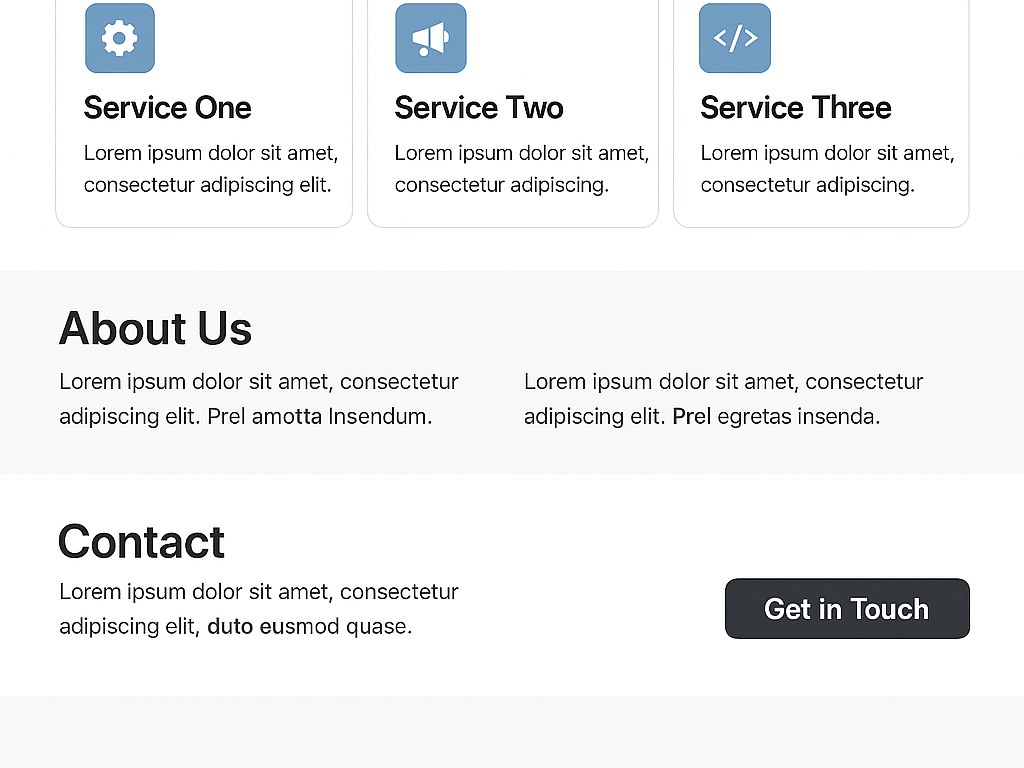 Service One
Lorem ipsum dolor sit amet,
consectetur adipiscing elit.
Service Two
Lorem ipsum dolor sit amet,
consectetur adipiscing.
Service Three
Lorem ipsum dolor sit amet,
consectetur adipiscing.
About Us
Lorem ipsum dolor sit amet, consectetur
adipiscing elit. Prel amotta Insendum.
Lorem ipsum dolor sit amet, consectetur
adipiscing elit. Prel egretas insenda.
Contact
Lorem ipsum dolor sit amet, consectetur
adipiscing elit, duto eusmod quase.
Get in Touch